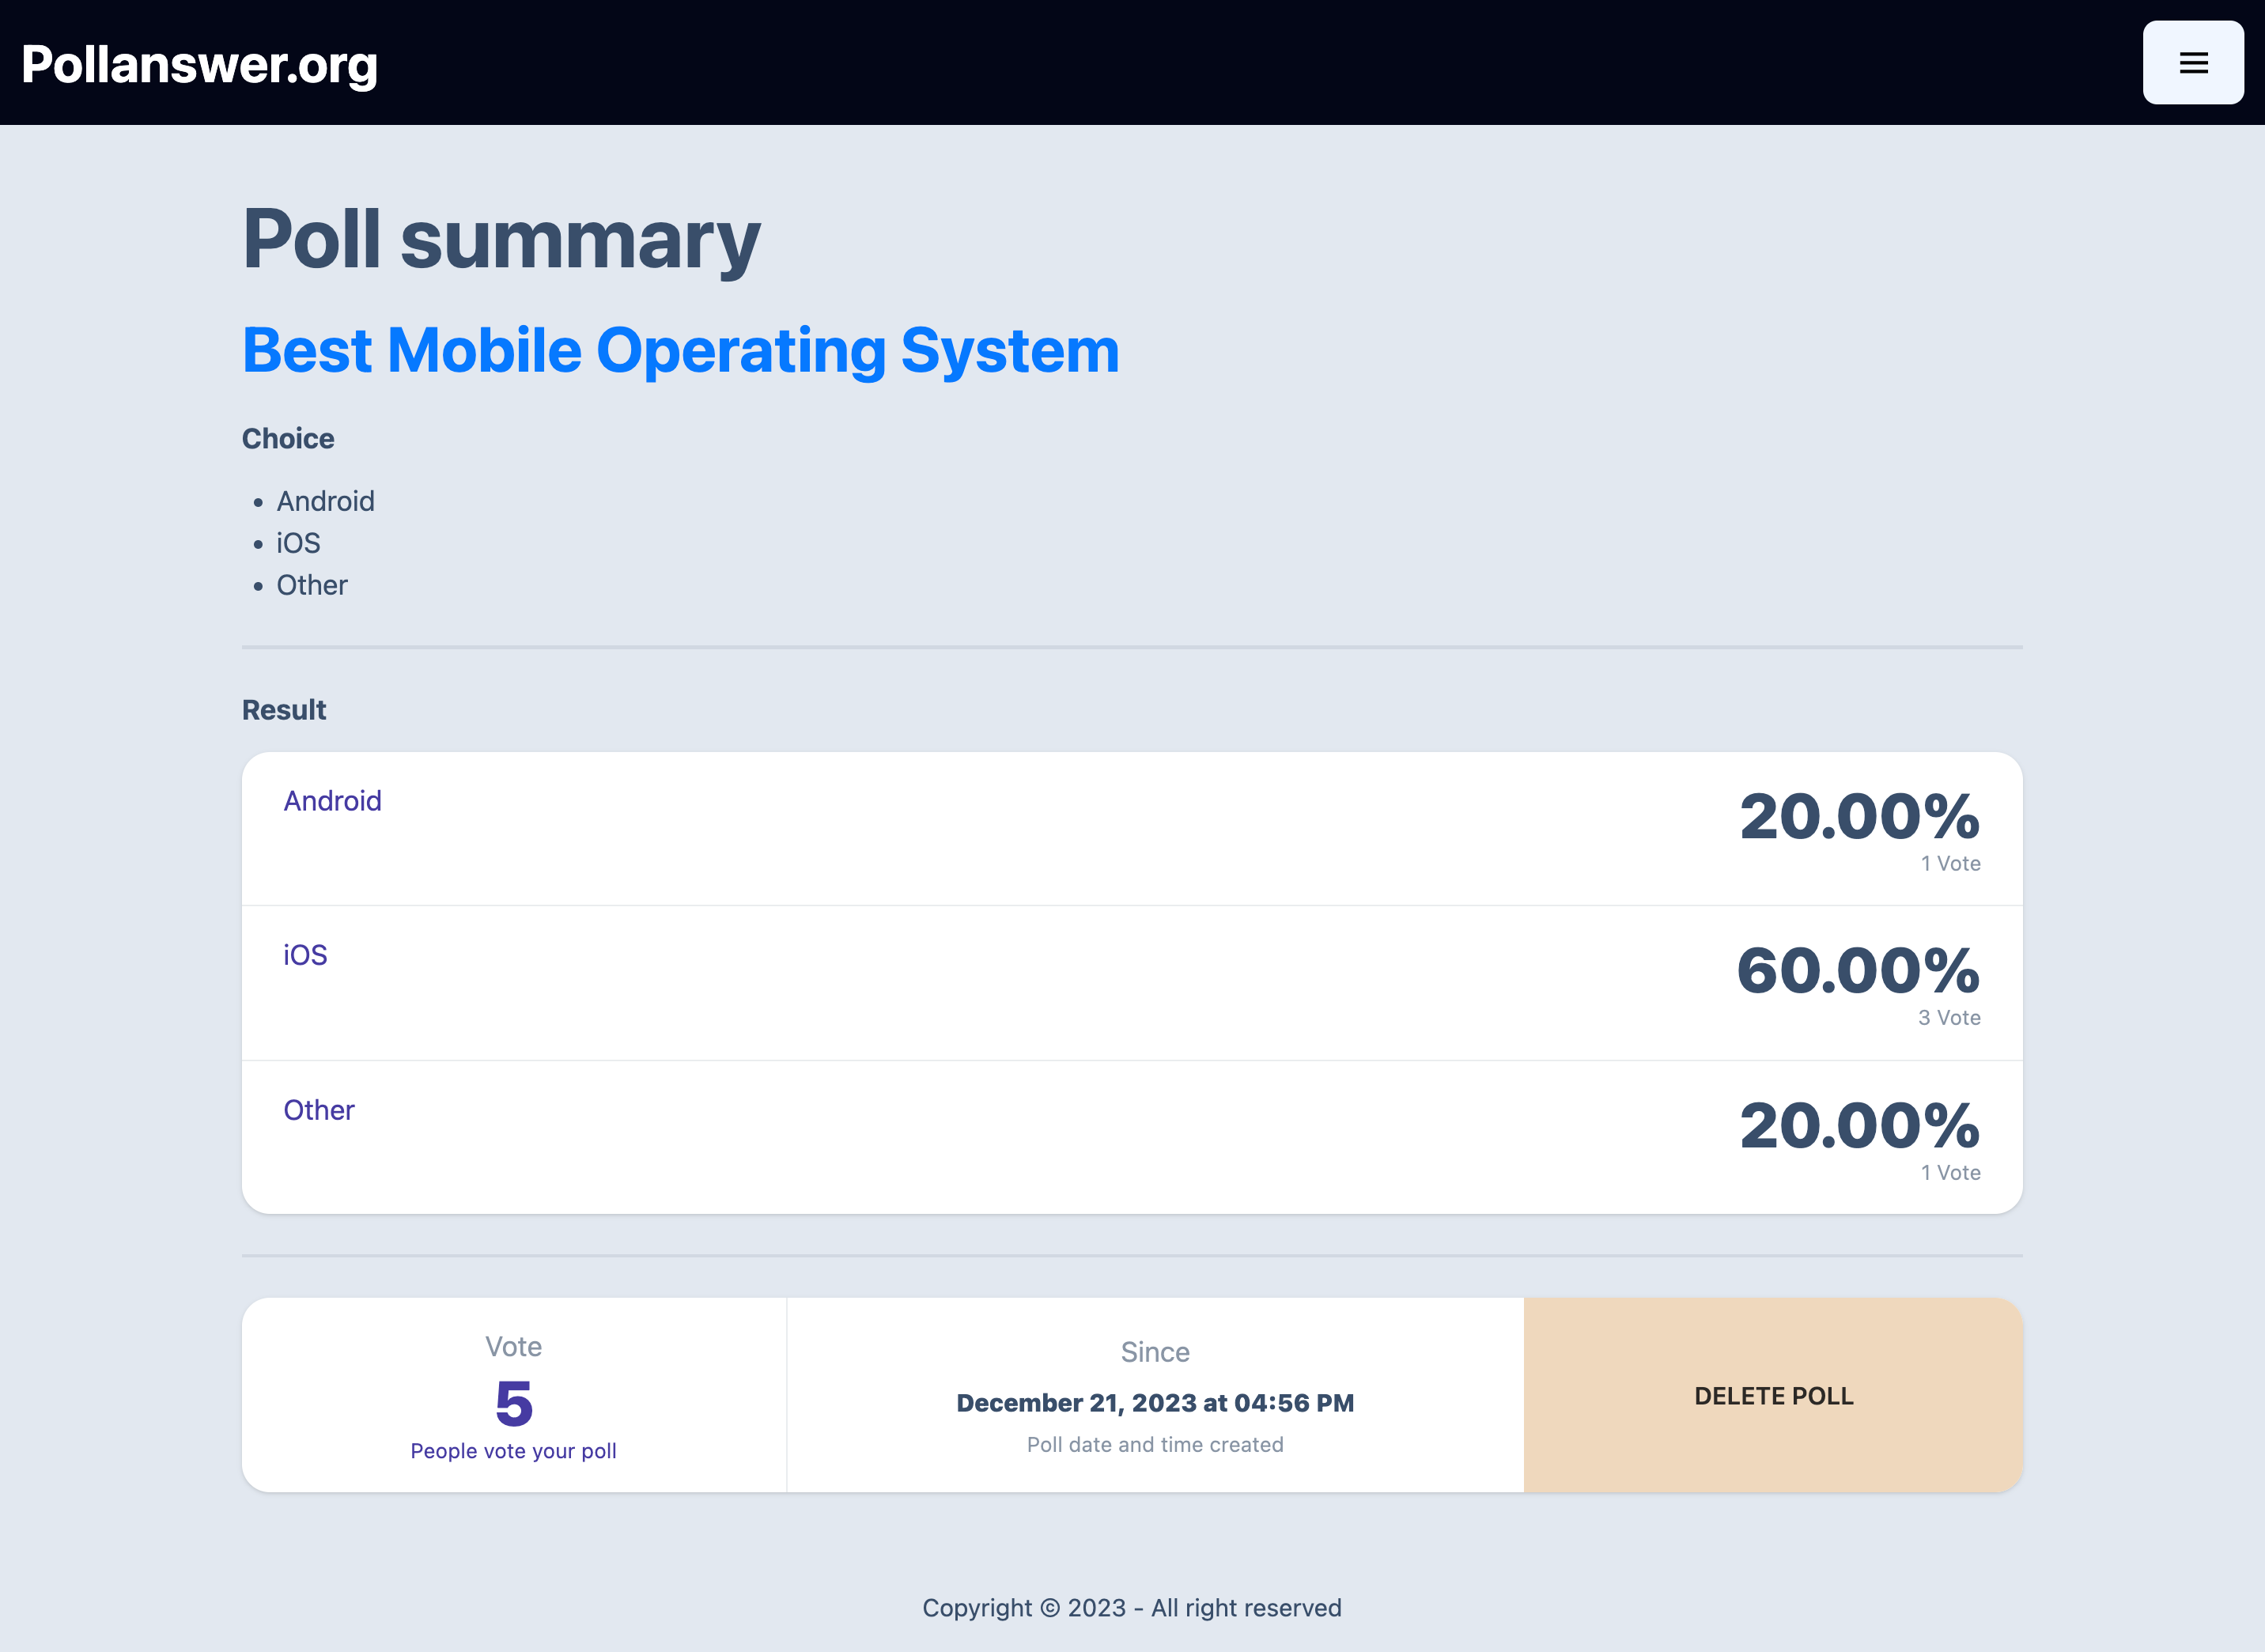 Pollanswer.org
Poll summary
Best Mobile Operating System
Choice
Android
iOS
Other
Result
Android
20.00%
1 Vote
iOS
60.00%
3 Vote
Other
20.00%
1 Vote
Vote
5
People vote your poll
Since
December 21, 2023 at 04:56 PM
Poll date and time created
DELETE POLL
Copyright © 2023 - All right reserved